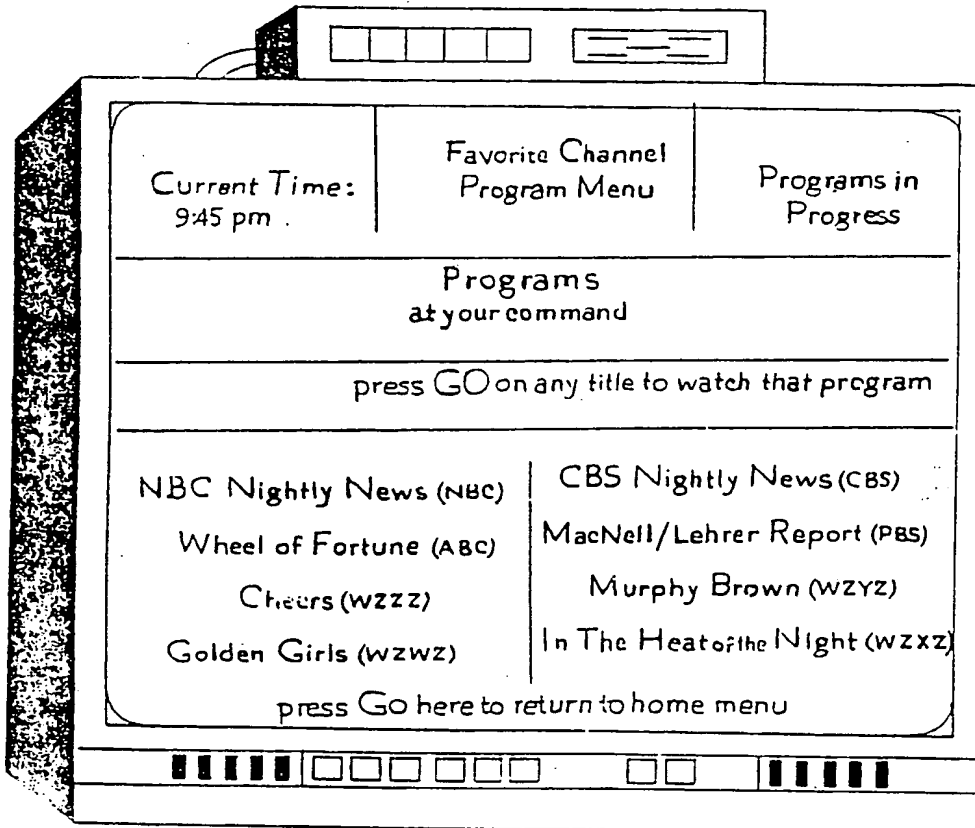 Current Time:
9:45 pm
Favorite Channel
Program Menu
Programs in
Progress
Programs
at your command
press GO on any title to watch that program
NBC Nightly News (NBC)
Wheel of Fortune (ABC)
Cheers (WZZZ)
Golden Girls (WZWZ)
CBS Nightly News (CBS)
MacNell/Lehrer Report (PBS)
Murphy Brown (WZYZ)
In The Heat of the Night (WZXZ)
press Go here to return to home menu